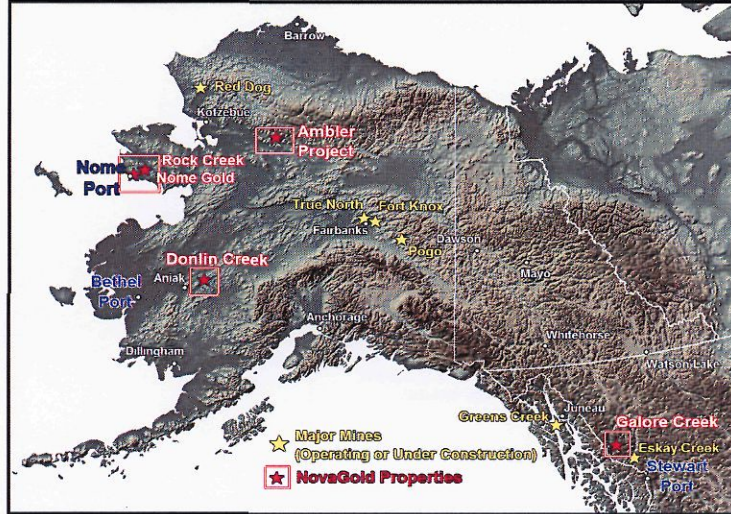 Barrow
Red Dog
Kotzebue
Ambler
Project
Nome
Port
Rock Creek
Nome Gold
True North
Fort Knox
Fairbanks
Pogo
Dawson
Mayo
Donlin Creek
Aniak
Bethel
Port
Anchorage
Dillingham
Whitehorse
Watson Lake
Greens Creek
Juneau
Galore Creek
Eskay Creek
Stewart
Port
Major Mines
(Operating or Under Construction)
NovaGold Properties